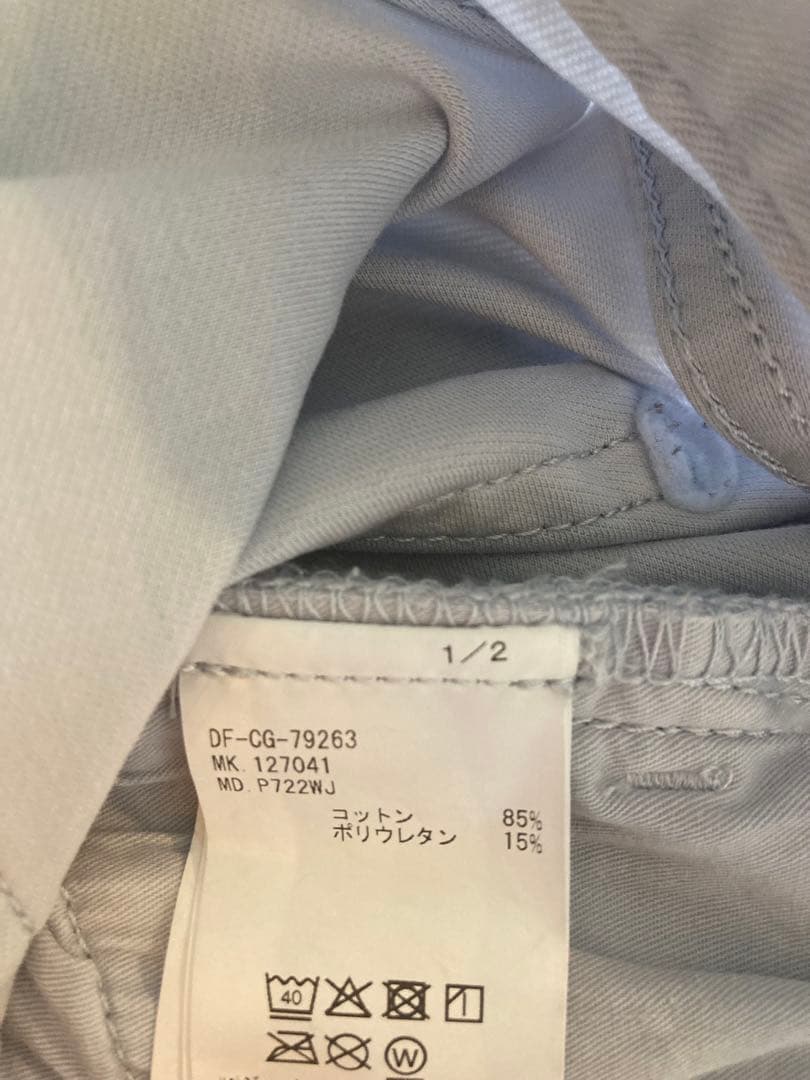 1/2
DF-CG-79263
MK. 127041
MD. P722WJ
コットン 85%
ポリウレタン 15%
40
W